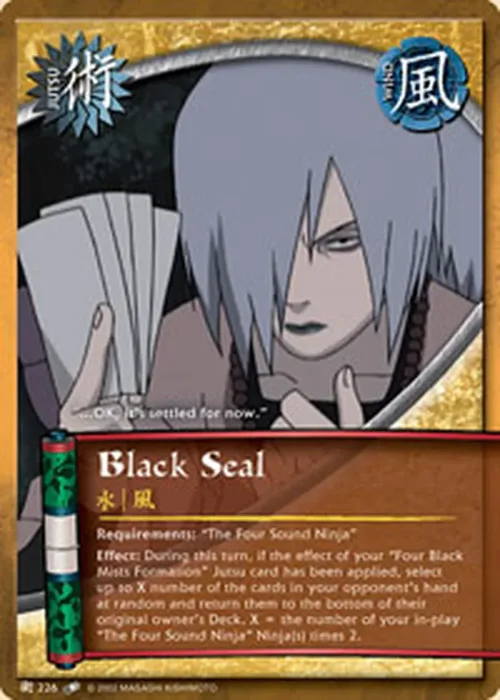 JUTSU 術
WIND 風
...OK, it's settled for now."
Black Seal
水|風
Requirements: "The Four Sound Ninja"
Effect: During this turn, if the effect of your "Four Black
Mists Formation" Jutsu card has been applied, select
up to X number of the cards in your opponent's hand
at random and return them to the bottom of their
original owner's Deck. X = the number of your in-play
"The Four Sound Ninja" Ninja(s) times 2.
226 © 2002 MASASHI KISHIMOTO